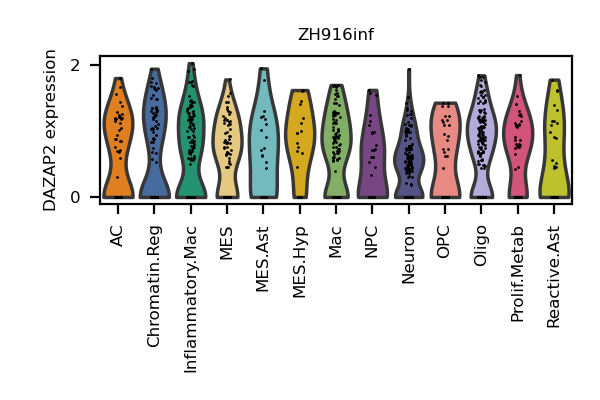 ZH916inf
DAZAP2 expression
2
0
AC
Chromatin.Reg
Inflammatory.Mac
MES
MES.Ast
MES.Hyp
Mac
NPC
Neuron
OPC
Oligo
Prolif.Metab
Reactive.Ast